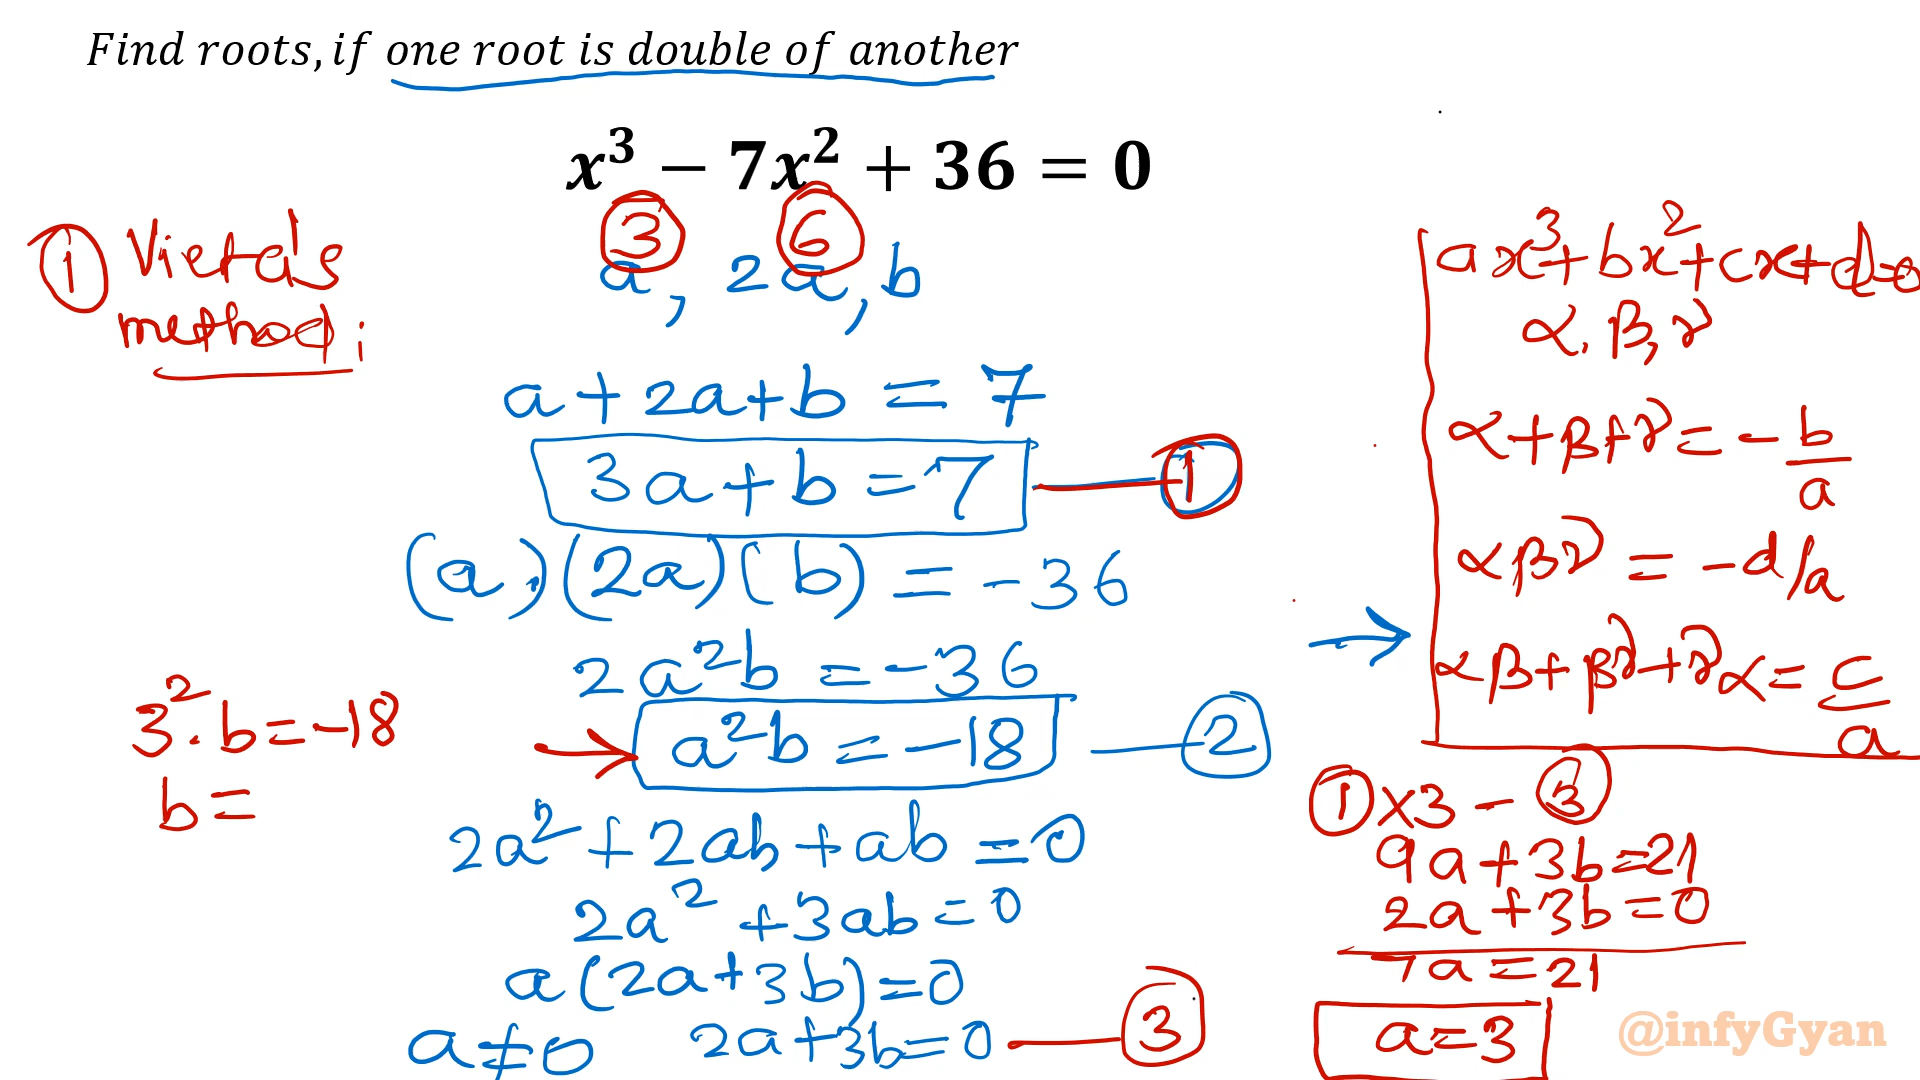 Find roots, if one root is double of another
x³ − 7x² + 36 = 0
① Vieta's
method:
③ ⑥
a, 2a, b
a + 2a + b = 7
3a + b = 7 — ①
(a).(2a)(b) = -36
2a²b = -36
a²b = -18 — ②
3².b = -18
b =
2a² + 2ab + ab = 0
2a² + 3ab = 0
a(2a+3b) = 0
a≠0 2a+3b=0 — ③
ax³+bx²+cx+d=0
α, β, γ
α+β+γ = -b/a
αβγ = -d/a
αβ+βγ+γα = c/a
①×3 - ③
9a+3b=21
2a+3b=0
7a=21
a=3
@infyGyan